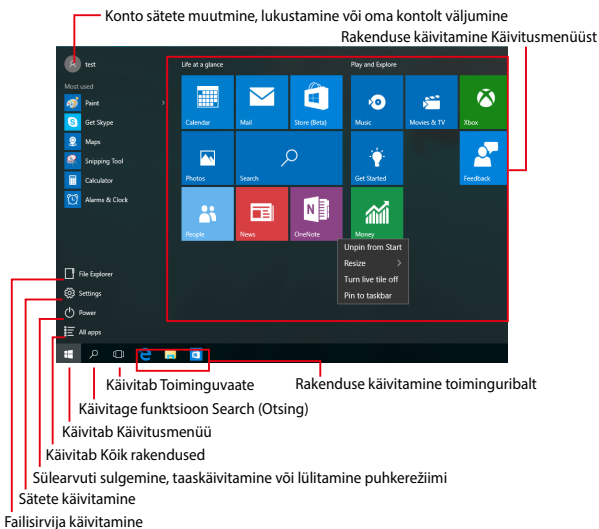 Konto sätete muutmine, lukustamine või oma kontolt väljumine
Rakenduse käivitamine Käivitusmenüüst
test
Life at a glance
Play and Explore
Most used
Paint
Get Skype
Maps
Snipping Tool
Calculator
Alarms & Clock
Calendar
Mail
Store (Beta)
Music
Movies & TV
Xbox
Photos
Search
Get Started
Feedback
People
News
OneNote
Money
Unpin from Start
Resize
Turn live tile off
Pin to taskbar
File Explorer
Settings
Power
All apps
Käivitab Toiminguvaate
Rakenduse käivitamine toiminguribalt
Käivitage funktsioon Search (Otsing)
Käivitab Käivitusmenüü
Käivitab Kõik rakendused
Sülearvuti sulgemine, taaskäivitamine või lülitamine puhkerežiimi
Sätete käivitamine
Failisirvija käivitamine